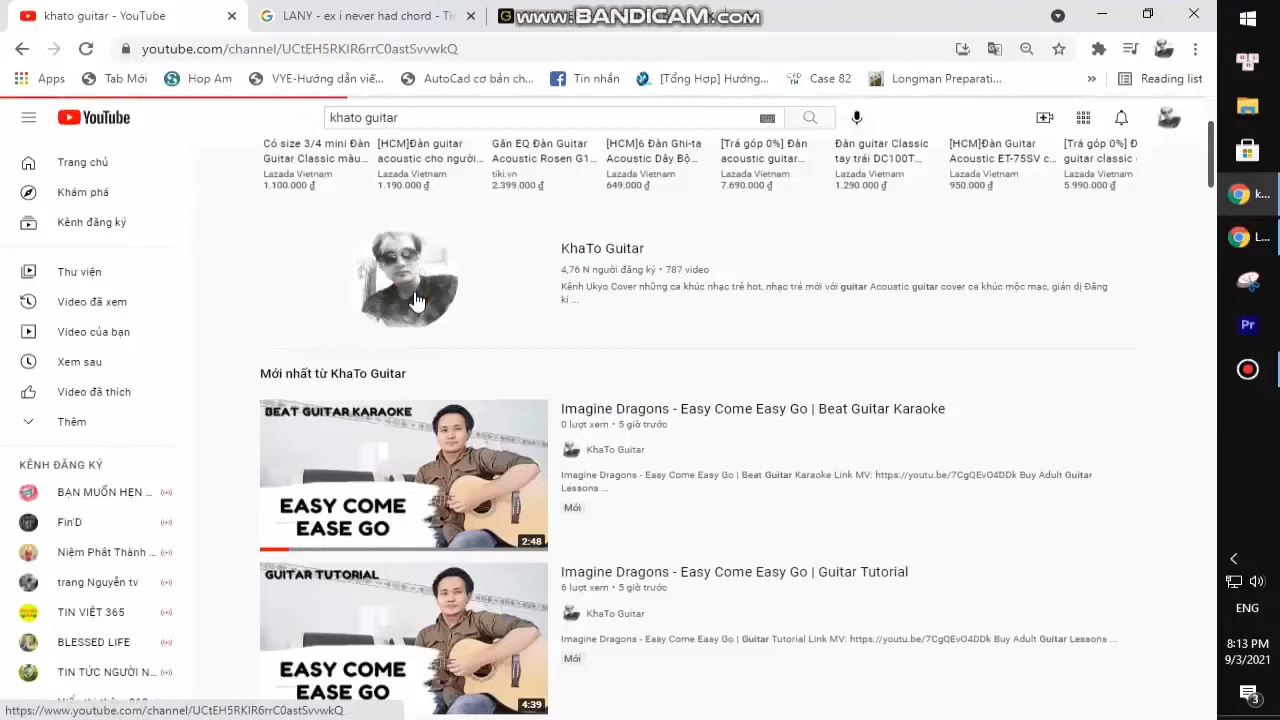 khato guitar - YouTube
LANY - ex i never had chord - Ti
www.BANDICAM.com
youtube.com/channel/UCtEH5RKIR6rrC0astSvvwkQ
Apps
Tab Mới
Hop Am
VYE-Hướng dẫn viế...
AutoCad cơ bản ch...
Tin nhắn
[Tổng Hợp] Hướng...
Case 82
Longman Preparati...
»
Reading list
YouTube
khato guitar
Có size 3/4 mini Đàn Guitar Classic màu...
Lazada Vietnam
1.100.000 ₫
[HCM]Đàn guitar acoustic cho người...
Lazada Vietnam
1.190.000 ₫
Gắn EQ Đàn Guitar Acoustic Rosen G1...
tiki.vn
2.399.000 ₫
[HCM]6 Đàn Ghi-ta Acoustic Dây Bộ...
Lazada Vietnam
649.000 ₫
[Trả góp 0%] Đàn acoustic guitar...
Lazada Vietnam
7.690.000 ₫
Đàn guitar Classic tay trái DC100T...
Lazada Vietnam
1.290.000 ₫
[HCM]Đàn Guitar Acoustic ET-75SV c...
Lazada Vietnam
950.000 ₫
[Trả góp 0%] Đàn guitar classic
Lazada Vietnam
5.990.000 ₫
Trang chủ
Khám phá
Kênh đăng ký
Thư viện
Video đã xem
Video của bạn
Xem sau
Video đã thích
Thêm
KÊNH ĐĂNG KÝ
BẠN MUỐN HẸN ...
Fin'D
Niệm Phật Thành ...
trang Nguyễn tv
TIN VIỆT 365
BLESSED LIFE
TIN TỨC NGƯỜI N...
KhaTo Guitar
4,76 N người đăng ký • 787 video
Kênh Ukyo Cover những ca khúc nhạc trẻ hot, nhạc trẻ mới với guitar Acoustic guitar cover ca khúc mộc mạc, giản dị Đăng
kí ...
Mới nhất từ KhaTo Guitar
BEAT GUITAR KARAOKE
EASY COME
EASE GO
2:48
Imagine Dragons - Easy Come Easy Go | Beat Guitar Karaoke
0 lượt xem • 5 giờ trước
KhaTo Guitar
Imagine Dragons - Easy Come Easy Go | Beat Guitar Karaoke Link MV: https://youtu.be/7CgQEvO4DDk Buy Adult Guitar
Lessons ...
Mới
GUITAR TUTORIAL
EASY COME
EASE GO
4:39
Imagine Dragons - Easy Come Easy Go | Guitar Tutorial
6 lượt xem • 5 giờ trước
KhaTo Guitar
Imagine Dragons - Easy Come Easy Go | Guitar Tutorial Link MV: https://youtu.be/7CgQEvO4DDk Buy Adult Guitar Lessons ...
Mới
https://www.youtube.com/channel/UCtEH5RKIR6rrC0astSvvwkQ
k...
L...
Pr
ENG
8:13 PM
9/3/2021
3